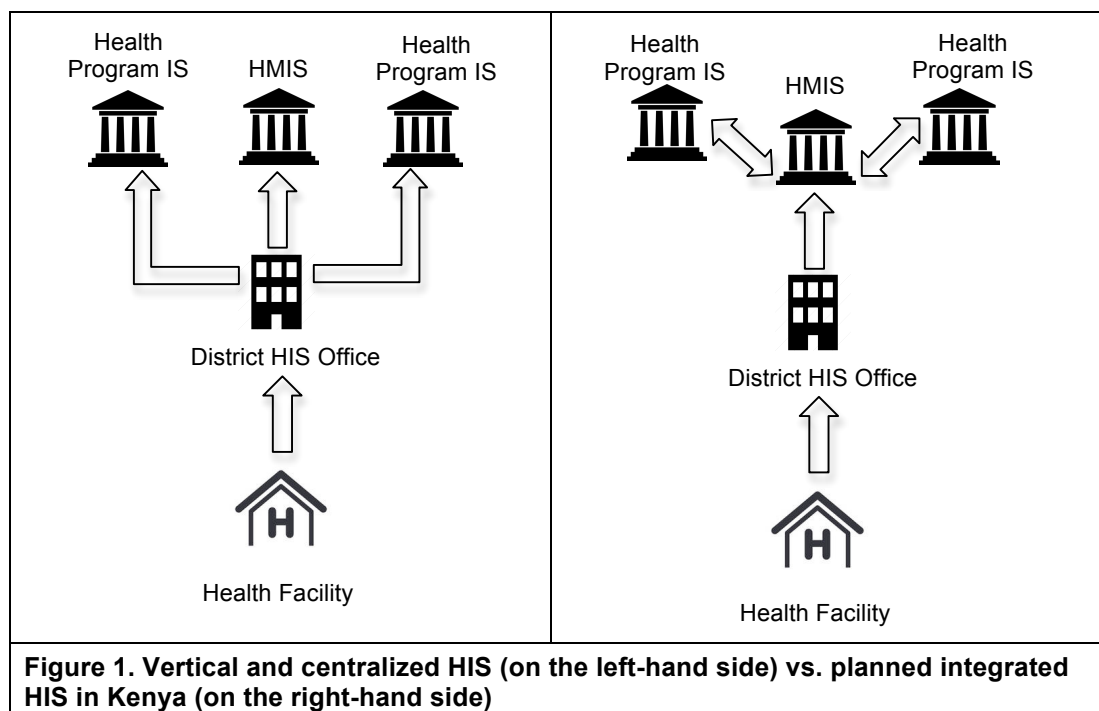 Health
Program IS
HMIS
Health
Program IS
District HIS Office
H
Health Facility
Health
Program IS
HMIS
Health
Program IS
District HIS Office
H
Health Facility
Figure 1. Vertical and centralized HIS (on the left-hand side) vs. planned integrated
HIS in Kenya (on the right-hand side)